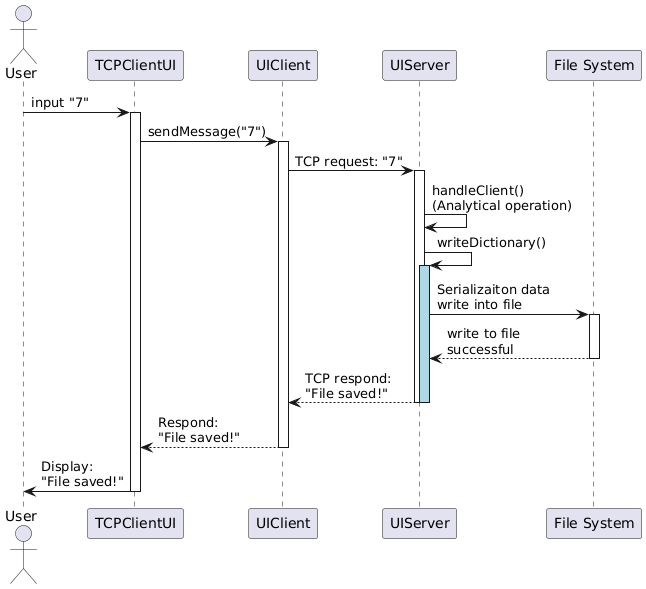 User
TCPClientUI
UIClient
UIServer
File System
input "7"
sendMessage("7")
TCP request: "7"
handleClient()
(Analytical operation)
writeDictionary()
Serializaiton data
write into file
write to file
successful
TCP respond:
"File saved!"
Respond:
"File saved!"
Display:
"File saved!"
User
TCPClientUI
UIClient
UIServer
File System